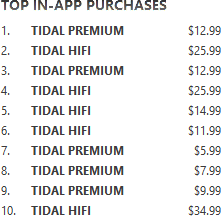 TOP IN-APP PURCHASES
1. TIDAL PREMIUM $12.99
2. TIDAL HIFI $25.99
3. TIDAL PREMIUM $12.99
4. TIDAL HIFI $25.99
5. TIDAL HIFI $14.99
6. TIDAL HIFI $11.99
7. TIDAL PREMIUM $5.99
8. TIDAL PREMIUM $7.99
9. TIDAL PREMIUM $9.99
10. TIDAL HIFI $34.99